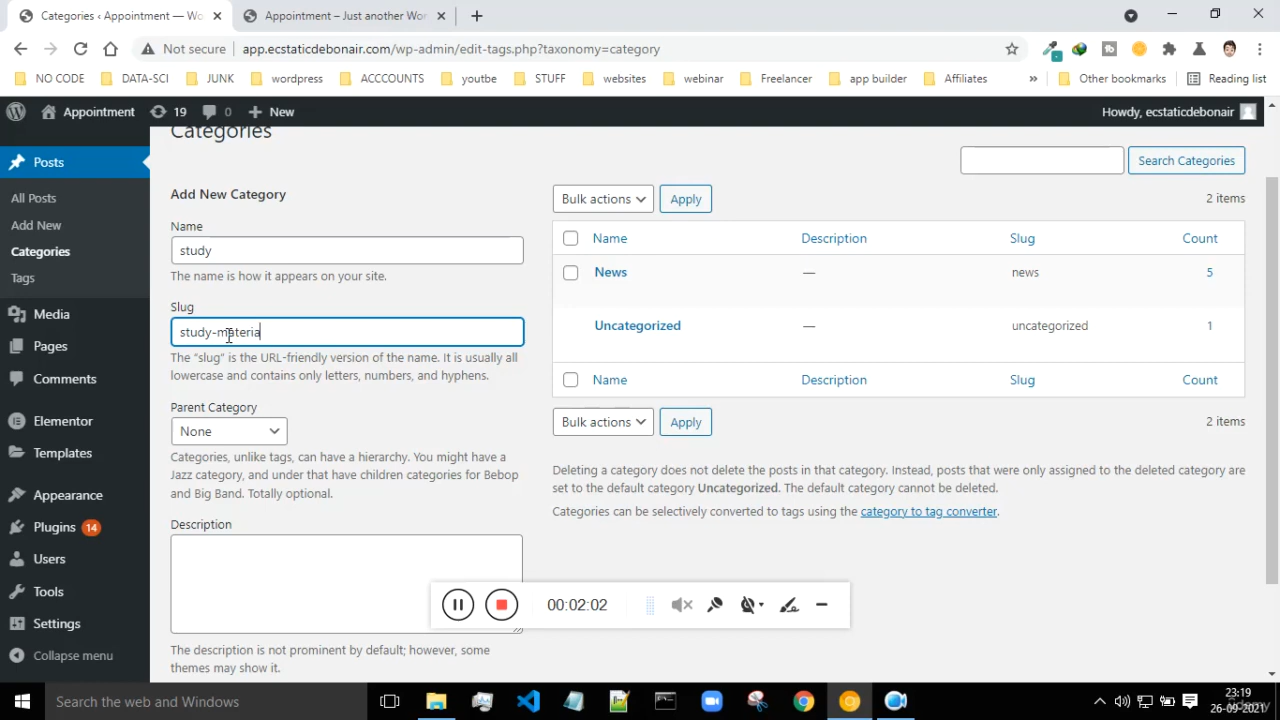 Categories ‹ Appointment — Wo
Appointment – Just another Wor
Not secure
app.ecstaticdebonair.com/wp-admin/edit-tags.php?taxonomy=category
NO CODE
DATA-SCI
JUNK
wordpress
ACCCOUNTS
youtbe
STUFF
websites
webinar
Freelancer
app builder
Affiliates
»
Other bookmarks
Reading list
Appointment
19
0
New
Howdy, ecstaticdebonair
Posts
All Posts
Add New
Categories
Tags
Media
Pages
Comments
Elementor
Templates
Appearance
Plugins 14
Users
Tools
Settings
Collapse menu
Categories
Search Categories
Add New Category
Name
study
The name is how it appears on your site.
Slug
study-materia
The “slug” is the URL-friendly version of the name. It is usually all
lowercase and contains only letters, numbers, and hyphens.
Parent Category
None
Categories, unlike tags, can have a hierarchy. You might have a
Jazz category, and under that have children categories for Bebop
and Big Band. Totally optional.
Description
The description is not prominent by default; however, some
themes may show it.
Bulk actions
Apply
2 items
Name Description Slug Count
News — news 5
Uncategorized — uncategorized 1
Name Description Slug Count
Bulk actions
Apply
2 items
Deleting a category does not delete the posts in that category. Instead, posts that were only assigned to the deleted category are
set to the default category Uncategorized. The default category cannot be deleted.
Categories can be selectively converted to tags using the category to tag converter.
00:02:02
Search the web and Windows
23:19
26-09-2021
Udemy